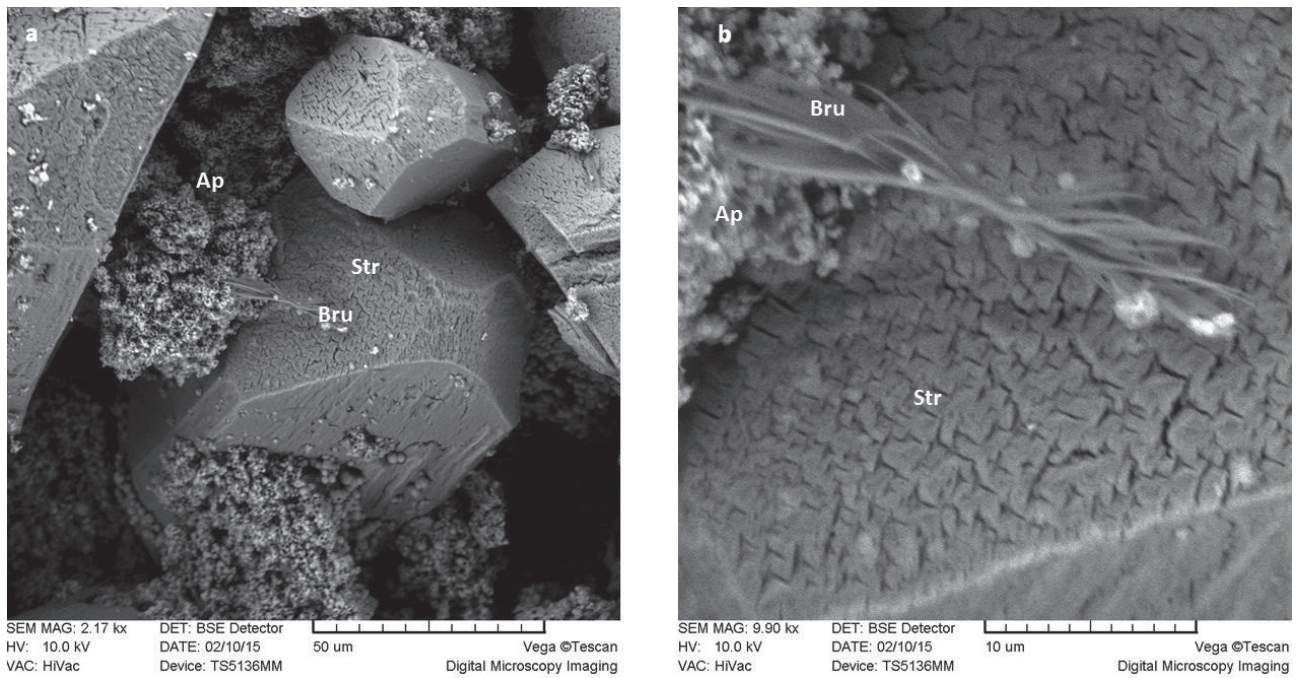 a
Ap
Str
Bru
SEM MAG: 2.17 kx DET: BSE Detector
HV: 10.0 kV DATE: 02/10/15 50 um Vega ©Tescan
VAC: HiVac Device: TS5136MM Digital Microscopy Imaging
b
Bru
Ap
Str
SEM MAG: 9.90 kx DET: BSE Detector
HV: 10.0 kV DATE: 02/10/15 10 um Vega ©Tescan
VAC: HiVac Device: TS5136MM Digital Microscopy Imaging